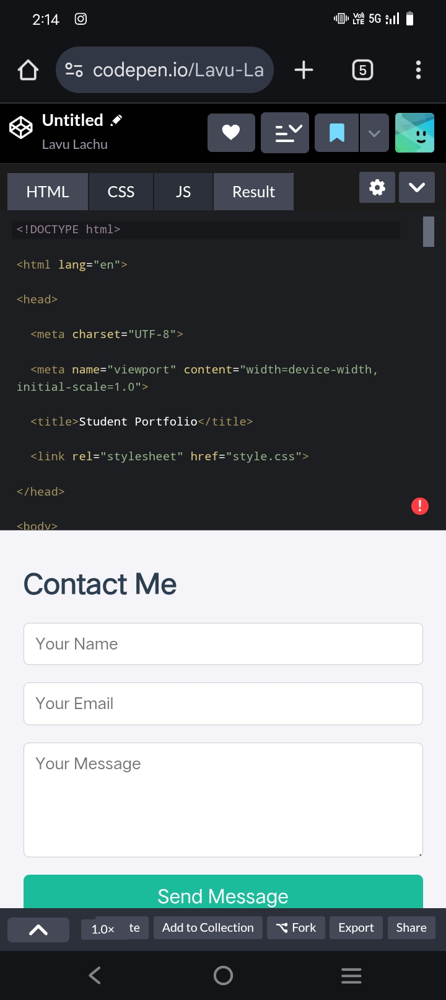 2:14 Vo) LTE 5G
codepen.io/Lavu-La 5
Untitled
Lavu Lachu
HTML CSS JS Result
<!DOCTYPE html>
<html lang="en">
<head>
<meta charset="UTF-8">
<meta name="viewport" content="width=device-width,
initial-scale=1.0">
<title>Student Portfolio</title>
<link rel="stylesheet" href="style.css">
</head>
<body>
Contact Me
Your Name
Your Email
Your Message
Send Message
1.0× te Add to Collection Fork Export Share